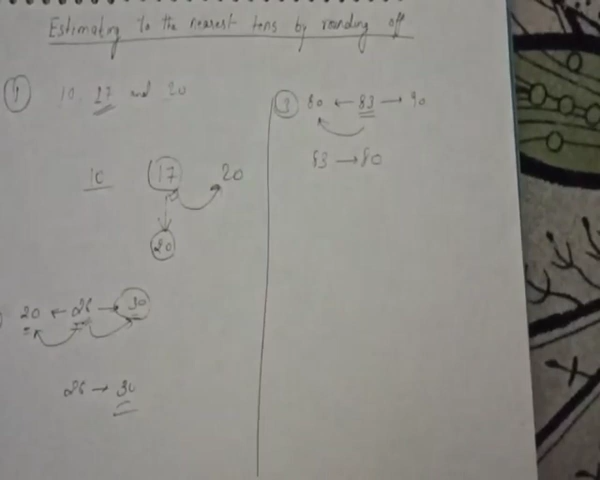 Estimating to the nearest tens by rounding off
① 10 17 and 20
10 17 20
20
20 ← 26 → 30
26 → 30
③ 80 ← 83 → 90
83 → 80